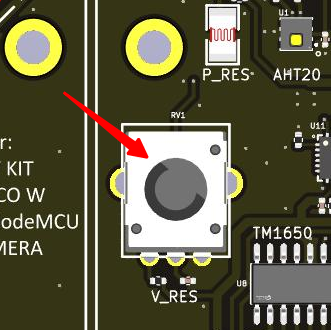 U1
P_RES
AHT20
RV1
U11
r:
KIT
CO W
odeMCU
MERA
TM1650
U8
V_RES